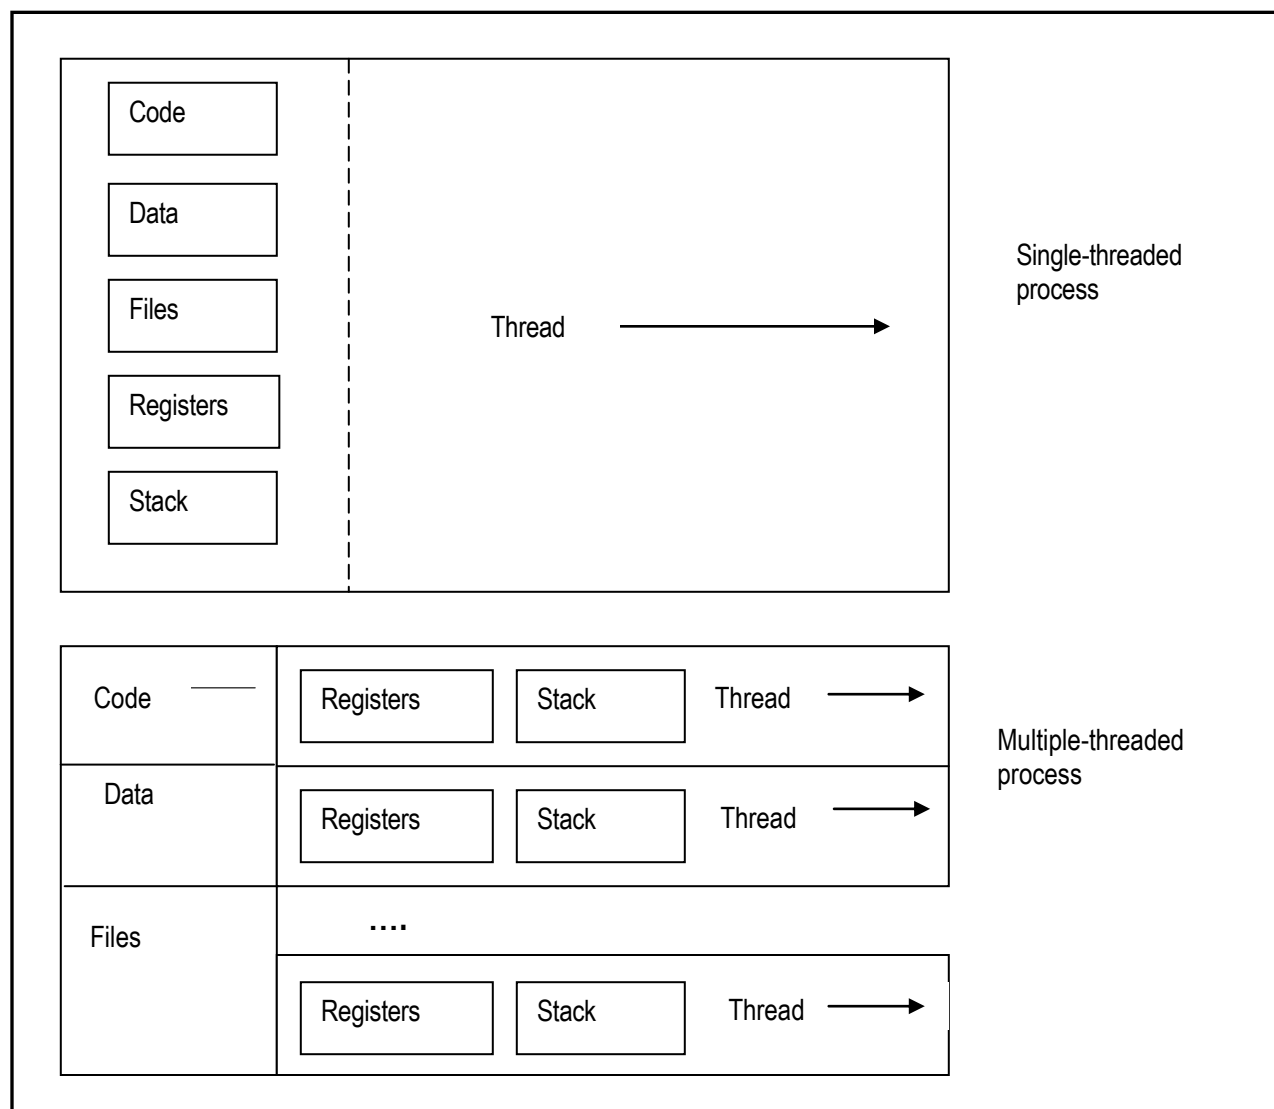 Code
Data
Files
Registers
Stack
Thread
Single-threaded
process
Code
Registers
Stack
Thread
Multiple-threaded
process
Data
Registers
Stack
Thread
Files
....
Registers
Stack
Thread